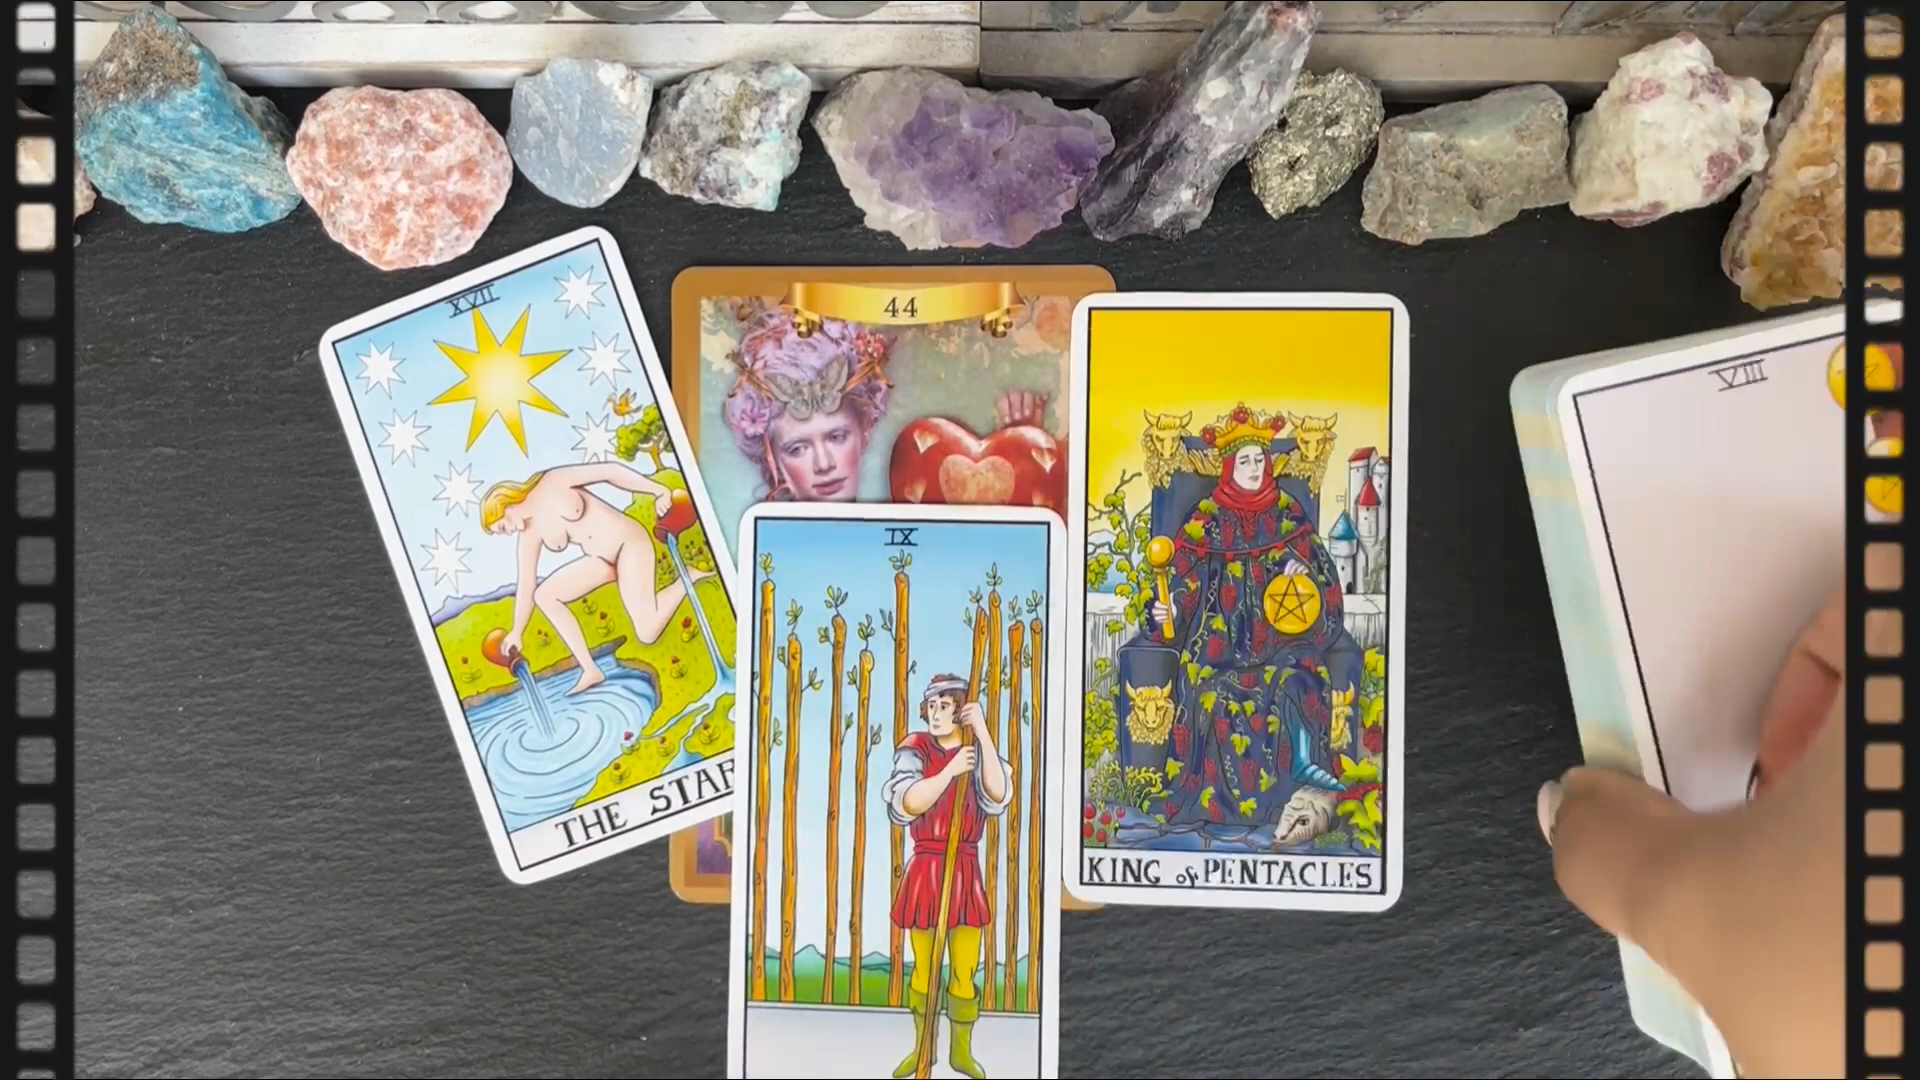 XVII
44
VIII
IX
THE STAR
KING of PENTACLES